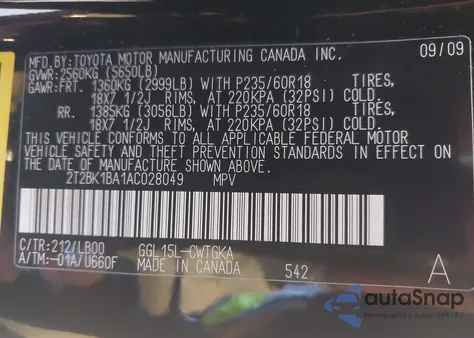 MFD. BY: TOYOTA MOTOR MANUFACTURING CANADA INC. 09/09
GVWR: 2560KG (5650LB)
GAWR: FRT. 1360KG (2999LB) WITH P235/60R18 TIRES,
18X7 1/2J RIMS, AT 220KPA (32PSI) COLD.
RR. 1385KG (3056LB) WITH P235/60R18 TIRES,
18X7 1/2J RIMS, AT 220KPA (32PSI) COLD.
THIS VEHICLE CONFORMS TO ALL APPLICABLE FEDERAL MOTOR
VEHICLE SAFETY AND THEFT PREVENTION STANDARDS IN EFFECT ON
THE DATE OF MANUFACTURE SHOWN ABOVE.
2T2BK1BA1AC028049 MPV
C/TR: 212/LB00 GGL15L-CWTGKA
A/TM: -01A/U660F MADE IN CANADA 542 A
autoSnap